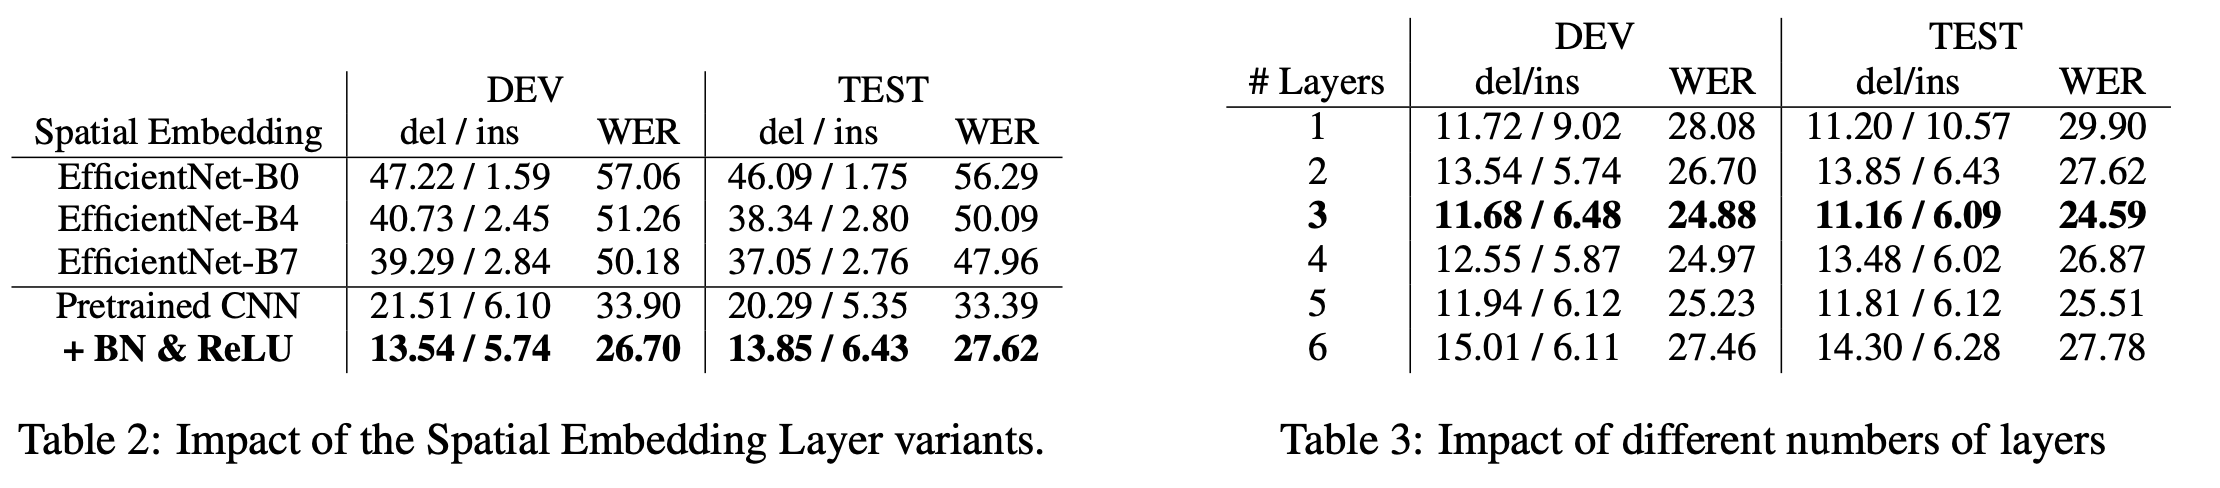 DEV TEST
Spatial Embedding del / ins WER del / ins WER
EfficientNet-B0 47.22 / 1.59 57.06 46.09 / 1.75 56.29
EfficientNet-B4 40.73 / 2.45 51.26 38.34 / 2.80 50.09
EfficientNet-B7 39.29 / 2.84 50.18 37.05 / 2.76 47.96
Pretrained CNN 21.51 / 6.10 33.90 20.29 / 5.35 33.39
+ BN & ReLU 13.54 / 5.74 26.70 13.85 / 6.43 27.62
Table 2: Impact of the Spatial Embedding Layer variants.
DEV TEST
# Layers del/ins WER del/ins WER
1 11.72 / 9.02 28.08 11.20 / 10.57 29.90
2 13.54 / 5.74 26.70 13.85 / 6.43 27.62
3 11.68 / 6.48 24.88 11.16 / 6.09 24.59
4 12.55 / 5.87 24.97 13.48 / 6.02 26.87
5 11.94 / 6.12 25.23 11.81 / 6.12 25.51
6 15.01 / 6.11 27.46 14.30 / 6.28 27.78
Table 3: Impact of different numbers of layers